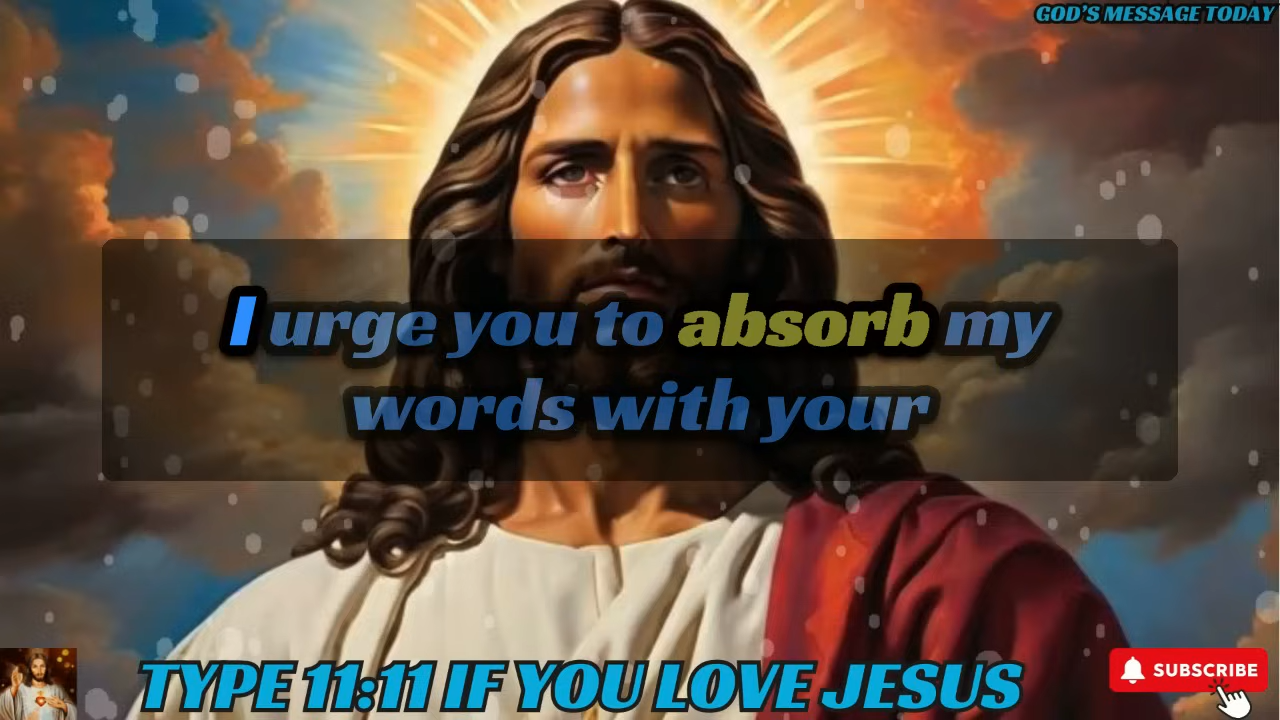 GOD'S MESSAGE TODAY
I urge you to absorb my
words with your
TYPE 11:11 IF YOU LOVE JESUS
SUBSCRIBE